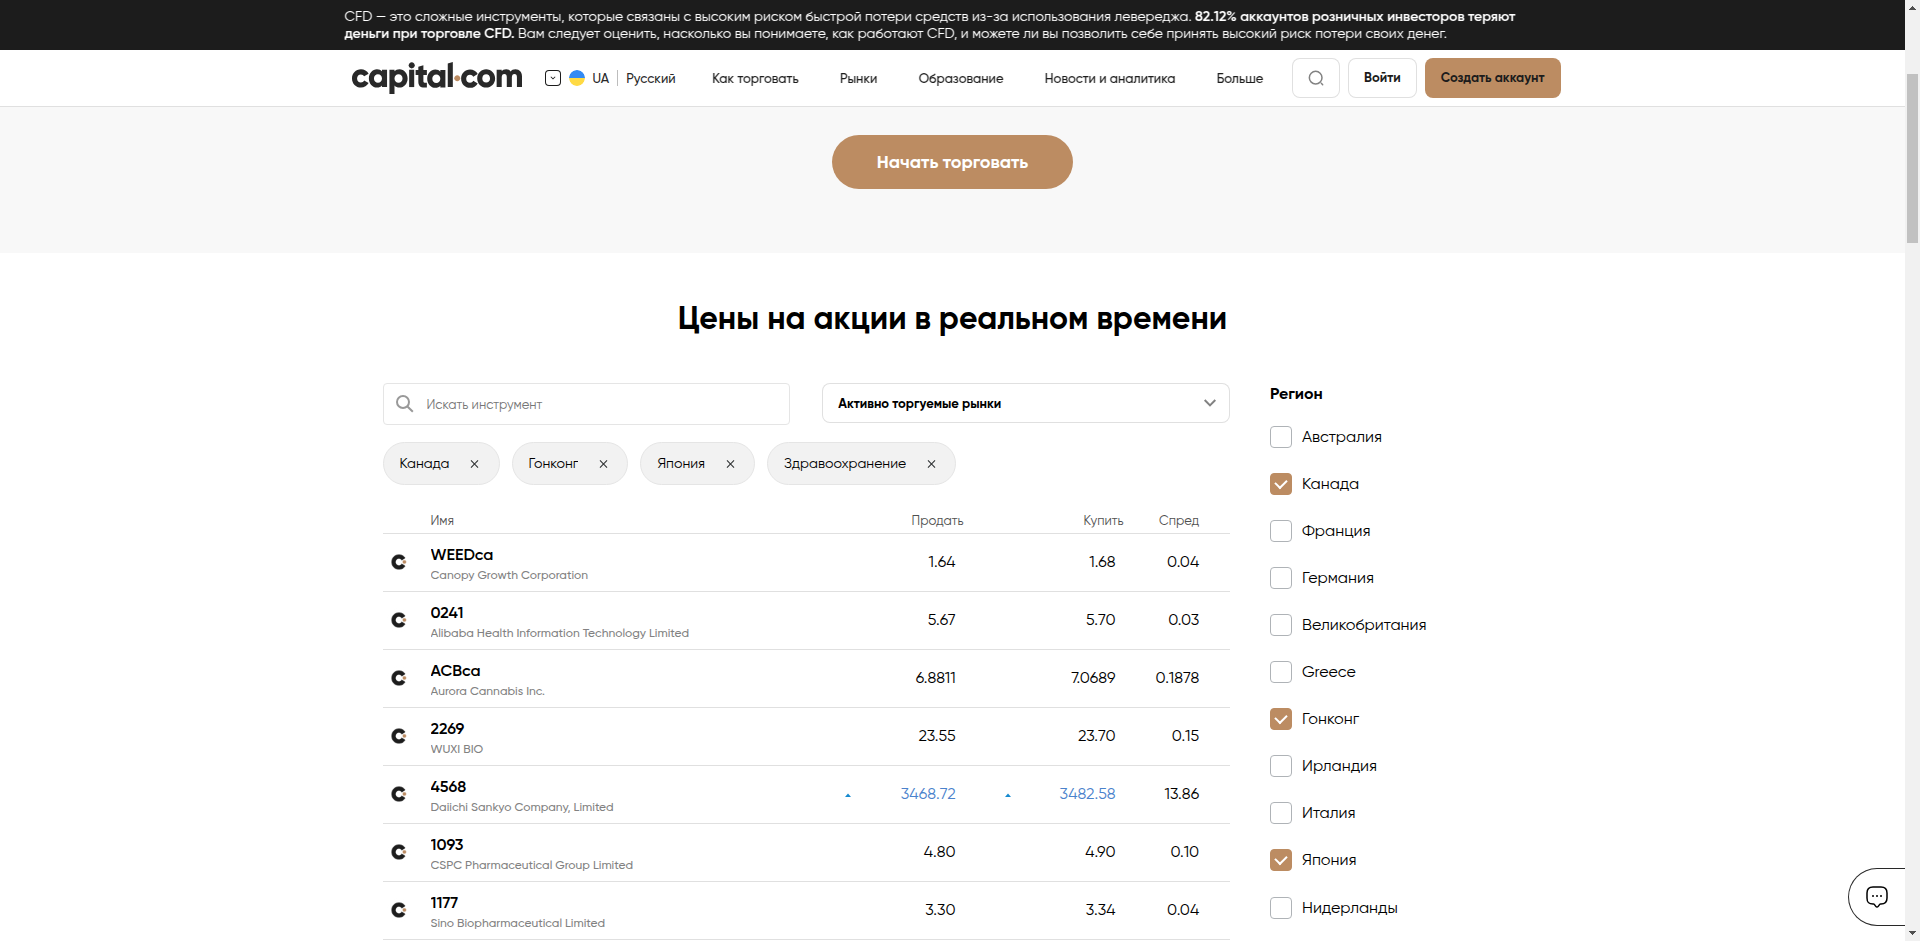 CFD — это сложные инструменты, которые связаны с высоким риском быстрой потери средств из-за использования левереджа. 82.12% аккаунтов розничных инвесторов теряют
деньги при торговле CFD. Вам следует оценить, насколько вы понимаете, как работают CFD, и можете ли вы позволить себе принять высокий риск потери своих денег.
capital.com UA Русский Как торговать Рынки Образование Новости и аналитика Больше Войти Создать аккаунт
Начать торговать
Цены на акции в реальном времени
Искать инструмент
Активно торгуемые рынки
Канада Гонконг Япония Здравоохранение
Имя Продать Купить Спред
WEEDca 1.64 1.68 0.04
Canopy Growth Corporation
0241 5.67 5.70 0.03
Alibaba Health Information Technology Limited
ACBca 6.8811 7.0689 0.1878
Aurora Cannabis Inc.
2269 23.55 23.70 0.15
WUXI BIO
4568 3468.72 3482.58 13.86
Daiichi Sankyo Company, Limited
1093 4.80 4.90 0.10
CSPC Pharmaceutical Group Limited
1177 3.30 3.34 0.04
Sino Biopharmaceutical Limited
Регион
Австралия
Канада
Франция
Германия
Великобритания
Greece
Гонконг
Ирландия
Италия
Япония
Нидерланды